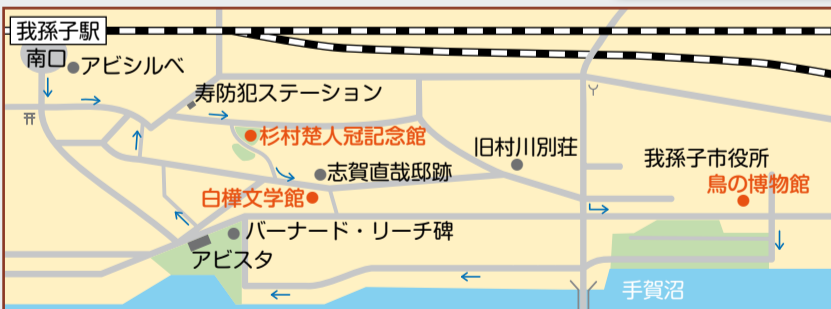 我孫子駅
南口
アビシルベ
寿防犯ステーション
杉村楚人冠記念館
旧村川別荘
我孫子市役所
志賀直哉邸跡
鳥の博物館
白樺文学館
バーナード・リーチ碑
アビスタ
手賀沼